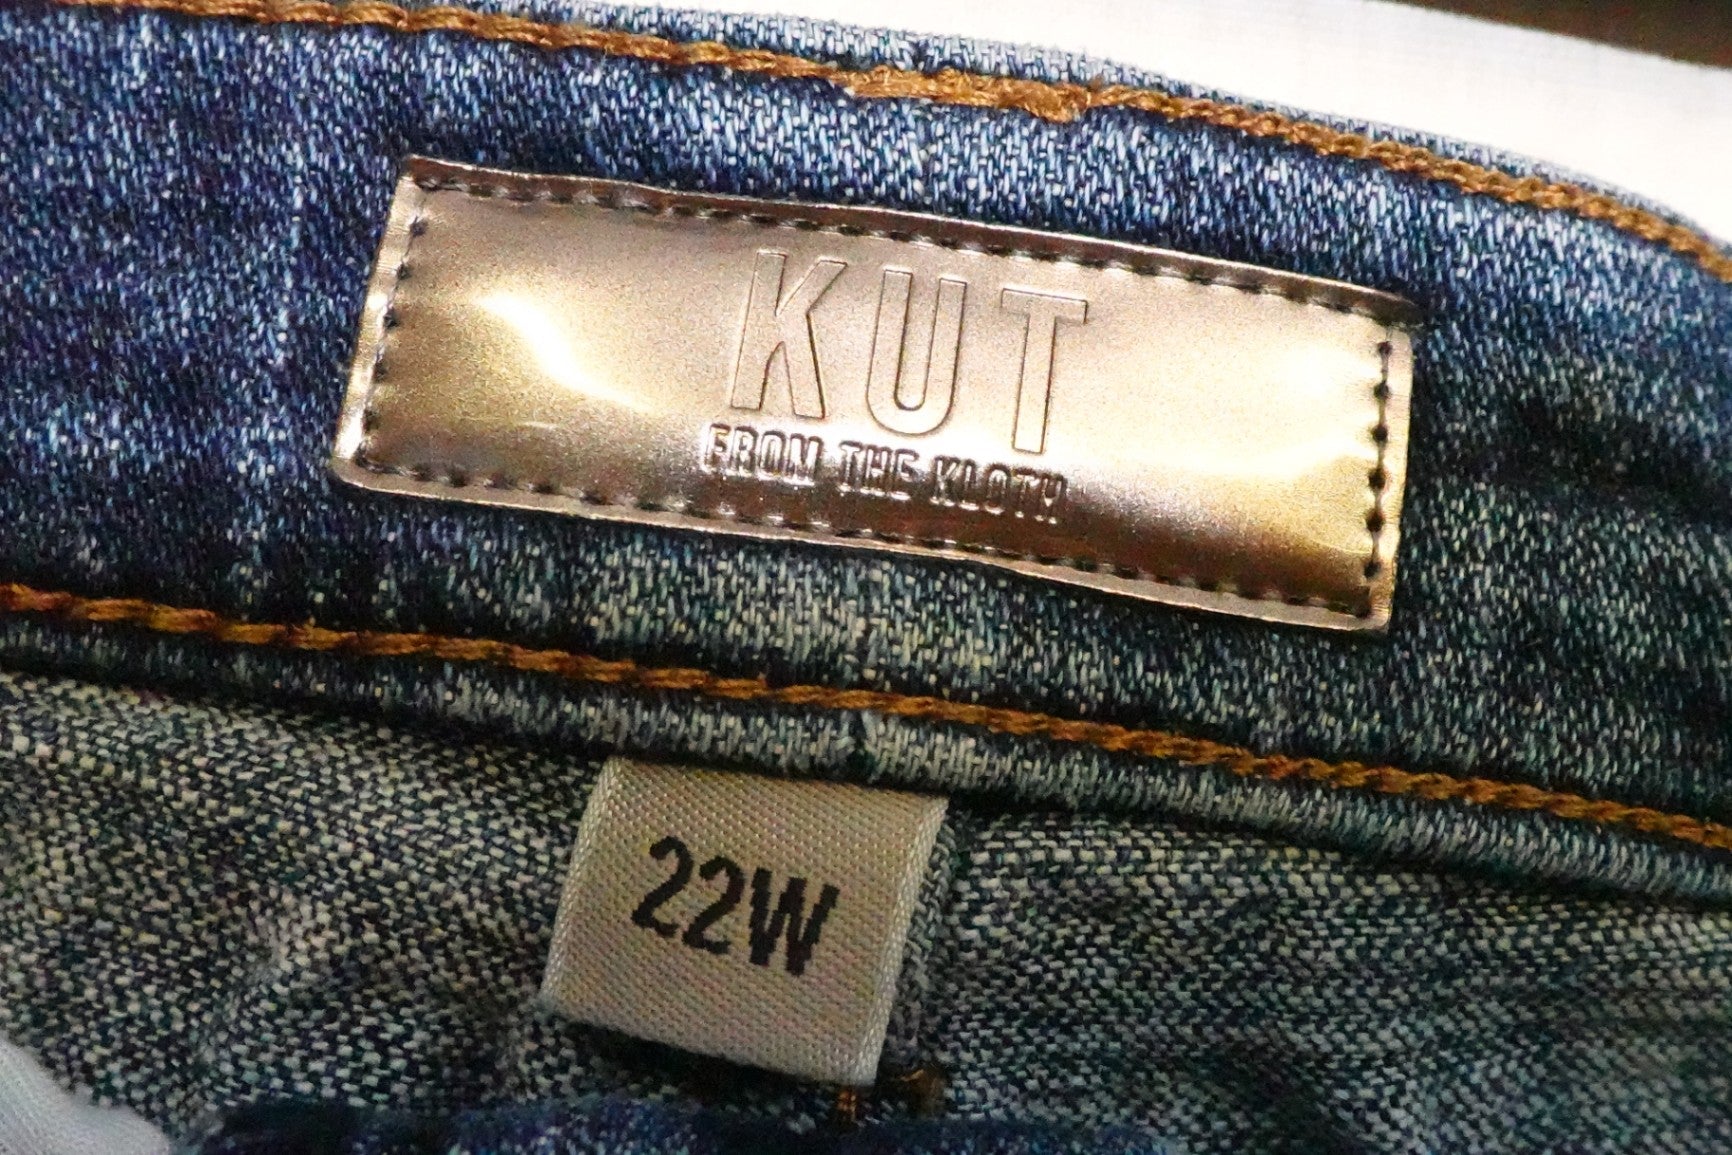 KUT
FROM THE KLOTH
22W